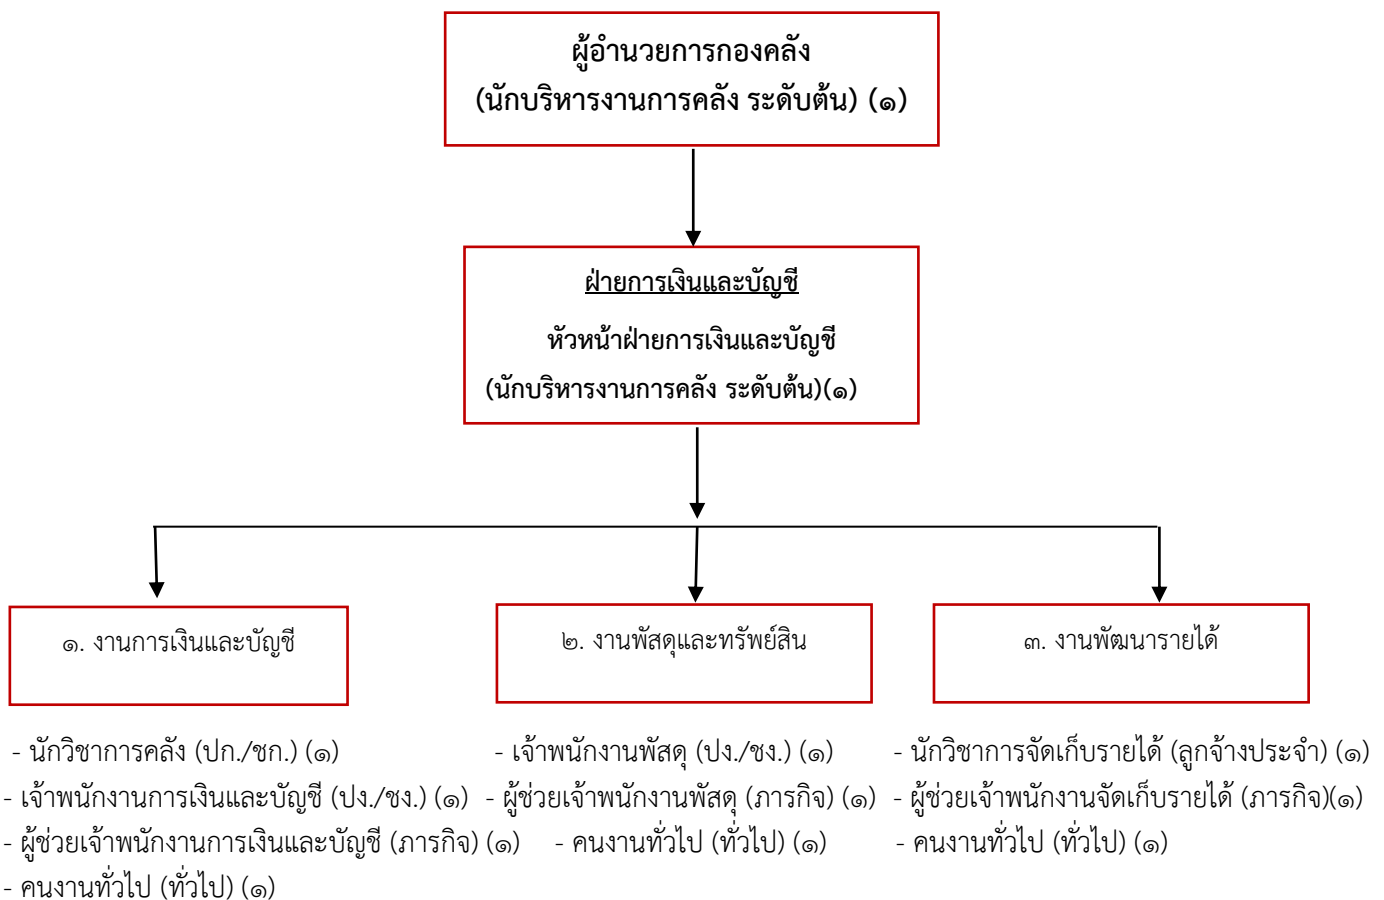 ผู้อำนวยการกองคลัง
(นักบริหารงานการคลัง ระดับต้น) (๑)
ฝ่ายการเงินและบัญชี
หัวหน้าฝ่ายการเงินและบัญชี
(นักบริหารงานการคลัง ระดับต้น)(๑)
๑. งานการเงินและบัญชี
- นักวิชาการคลัง (ปก./ชก.) (๑)
- เจ้าพนักงานการเงินและบัญชี (ปง./ชง.) (๑)
- ผู้ช่วยเจ้าพนักงานการเงินและบัญชี (ภารกิจ) (๑)
- คนงานทั่วไป (ทั่วไป) (๑)
๒. งานพัสดุและทรัพย์สิน
- เจ้าพนักงานพัสดุ (ปง./ชง.) (๑)
- ผู้ช่วยเจ้าพนักงานพัสดุ (ภารกิจ) (๑)
- คนงานทั่วไป (ทั่วไป) (๑)
๓. งานพัฒนารายได้
- นักวิชาการจัดเก็บรายได้ (ลูกจ้างประจำ) (๑)
- ผู้ช่วยเจ้าพนักงานจัดเก็บรายได้ (ภารกิจ)(๑)
- คนงานทั่วไป (ทั่วไป) (๑)